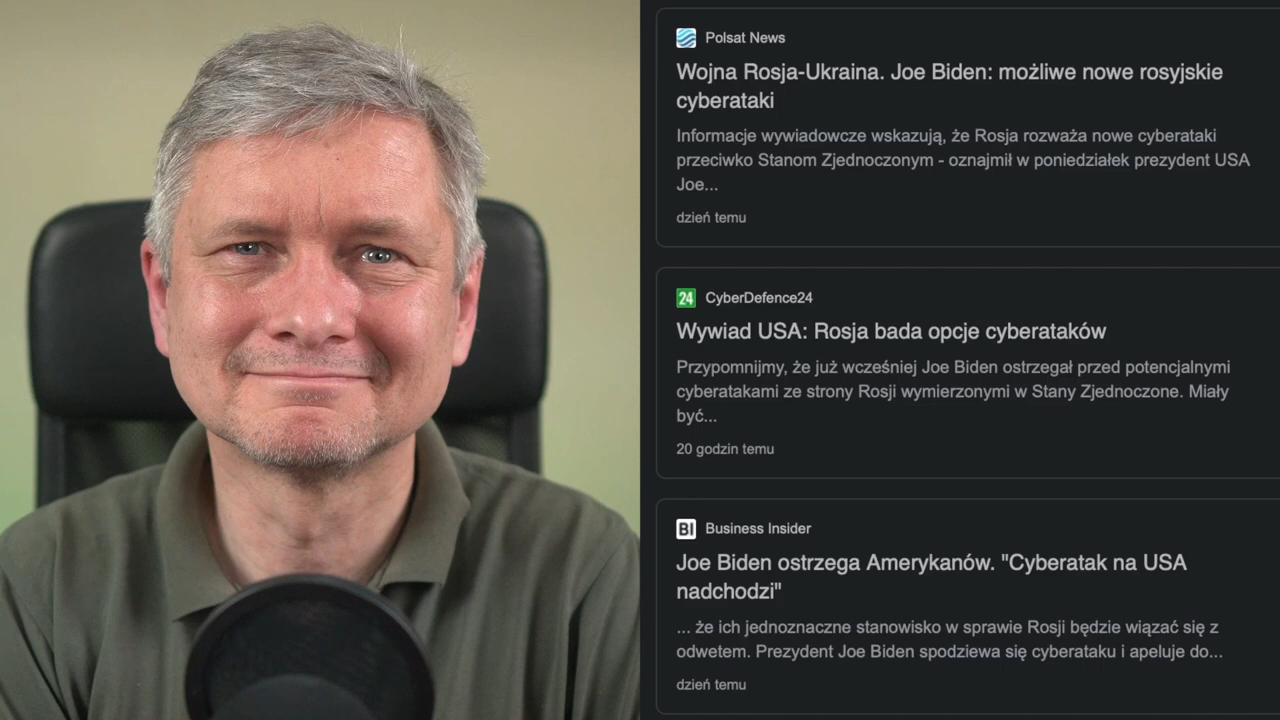 Polsat News
Wojna Rosja-Ukraina. Joe Biden: możliwe nowe rosyjskie
cyberataki
Informacje wywiadowcze wskazują, że Rosja rozważa nowe cyberataki
przeciwko Stanom Zjednoczonym - oznajmił w poniedziałek prezydent USA
Joe...
dzień temu
24 CyberDefence24
Wywiad USA: Rosja bada opcje cyberataków
Przypomnijmy, że już wcześniej Joe Biden ostrzegał przed potencjalnymi
cyberatakami ze strony Rosji wymierzonymi w Stany Zjednoczone. Miały
być...
20 godzin temu
BI Business Insider
Joe Biden ostrzega Amerykanów. "Cyberatak na USA
nadchodzi"
... że ich jednoznaczne stanowisko w sprawie Rosji będzie wiązać się z
odwetem. Prezydent Joe Biden spodziewa się cyberataku i apeluje do...
dzień temu